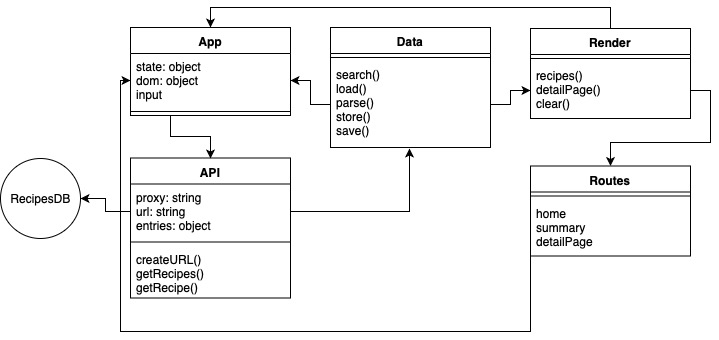 App
state: object
dom: object
input
Data
search()
load()
parse()
store()
save()
Render
recipes()
detailPage()
clear()
RecipesDB
API
proxy: string
url: string
entries: object
createURL()
getRecipes()
getRecipe()
Routes
home
summary
detailPage